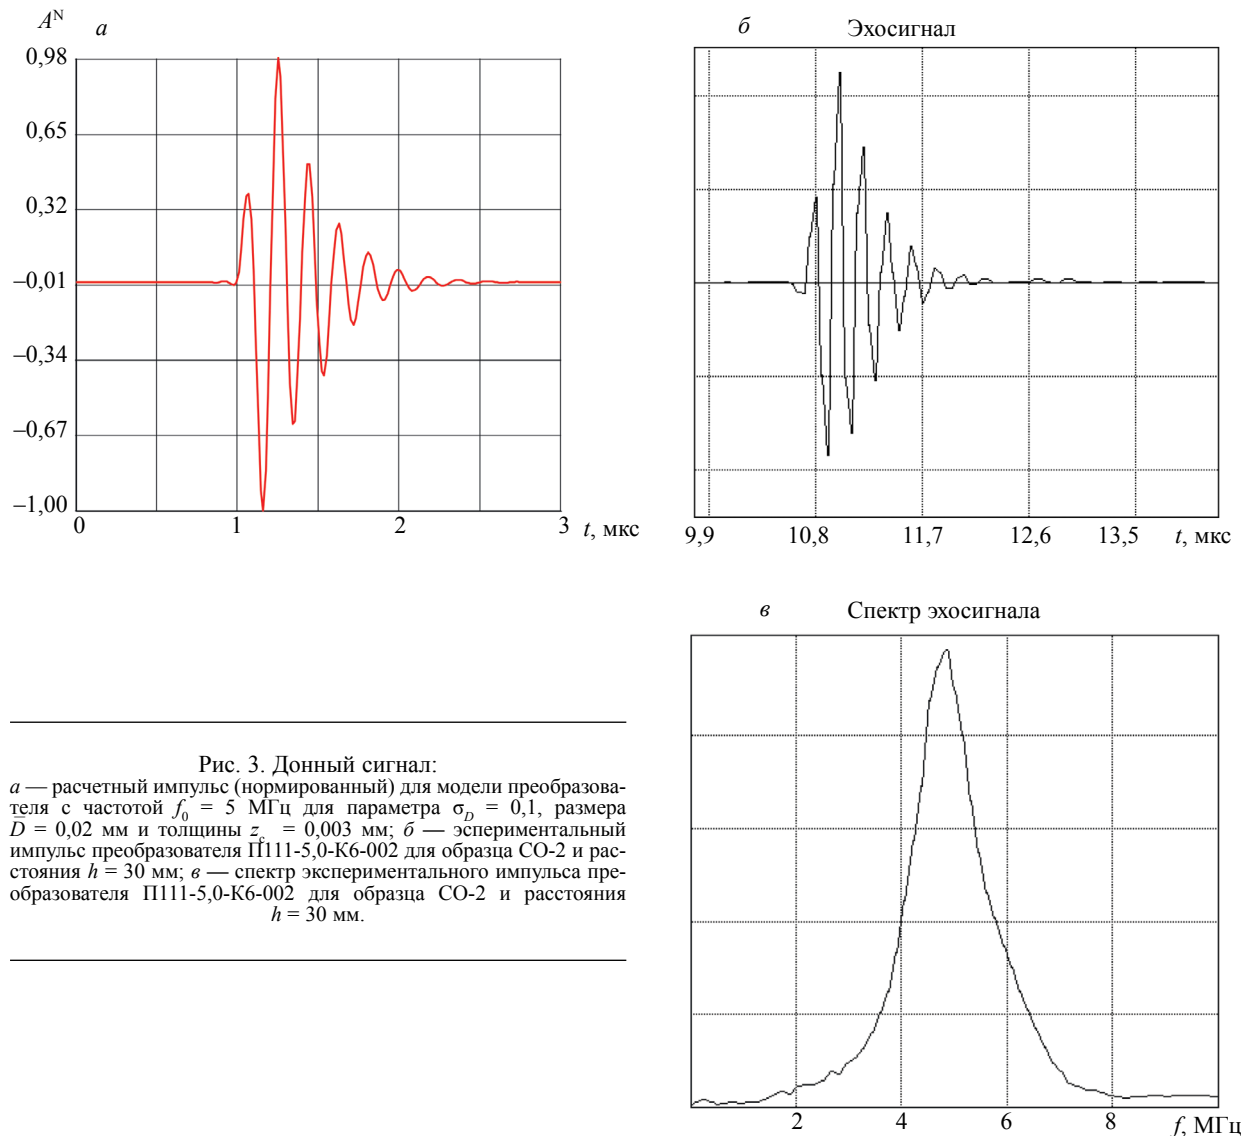 Aᴺ
а
0,98
0,65
0,32
–0,01
–0,34
–0,67
–1,00
0
1
2
3
t, мкс
б
Эхосигнал
9,9
10,8
11,7
12,6
13,5
t, мкс
в
Спектр эхосигнала
2
4
6
8
f, МГц
Рис. 3. Донный сигнал:
а — расчетный импульс (нормированный) для модели преобразова-
теля с частотой f₀ = 5 МГц для параметра σ_D = 0,1, размера
D̅ = 0,02 мм и толщины z_c = 0,003 мм; б — эспериментальный
импульс преобразователя П111-5,0-К6-002 для образца СО-2 и рас-
стояния h = 30 мм; в — спектр экспериментального импульса пре-
образователя П111-5,0-К6-002 для образца СО-2 и расстояния
h = 30 мм.